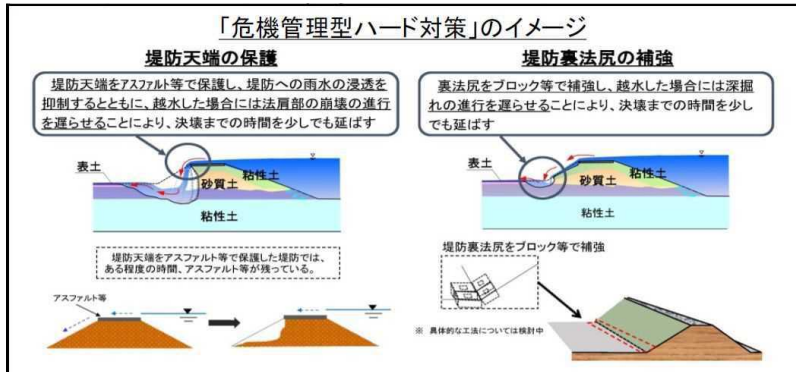 「危機管理型ハード対策」のイメージ
堤防天端の保護
堤防天端をアスファルト等で保護し、堤防への雨水の浸透を
抑制するとともに、越水した場合には法肩部の崩壊の進行
を遅らせることにより、決壊までの時間を少しでも延ばす
表土
砂質土
粘性土
粘性土
堤防天端をアスファルト等で保護した堤防では、
ある程度の時間、アスファルト等が残っている。
アスファルト等
堤防裏法尻の補強
裏法尻をブロック等で補強し、越水した場合には深掘
れの進行を遅らせることにより、決壊までの時間を少し
でも延ばす
表土
砂質土
粘性土
粘性土
堤防裏法尻をブロック等で補強
※ 具体的な工法については検討中